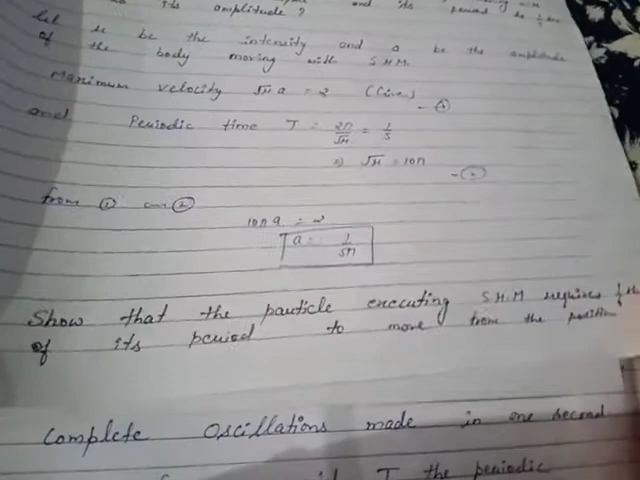 its amplitude? and its period is
Let be the intensity and a be the amplitude
of the body moving with S.H.M.
Maximum velocity √μ a = 2 (Given) - ①
and Periodic time T = 2π/√μ = 1/5
⇒ √μ = 10π - ②
from ① and ②
10π a = 2
a = 1/5π
Show that the particle executing S.H.M requires
of its period to move from the position
Complete Oscillations made in one second
T the periodic